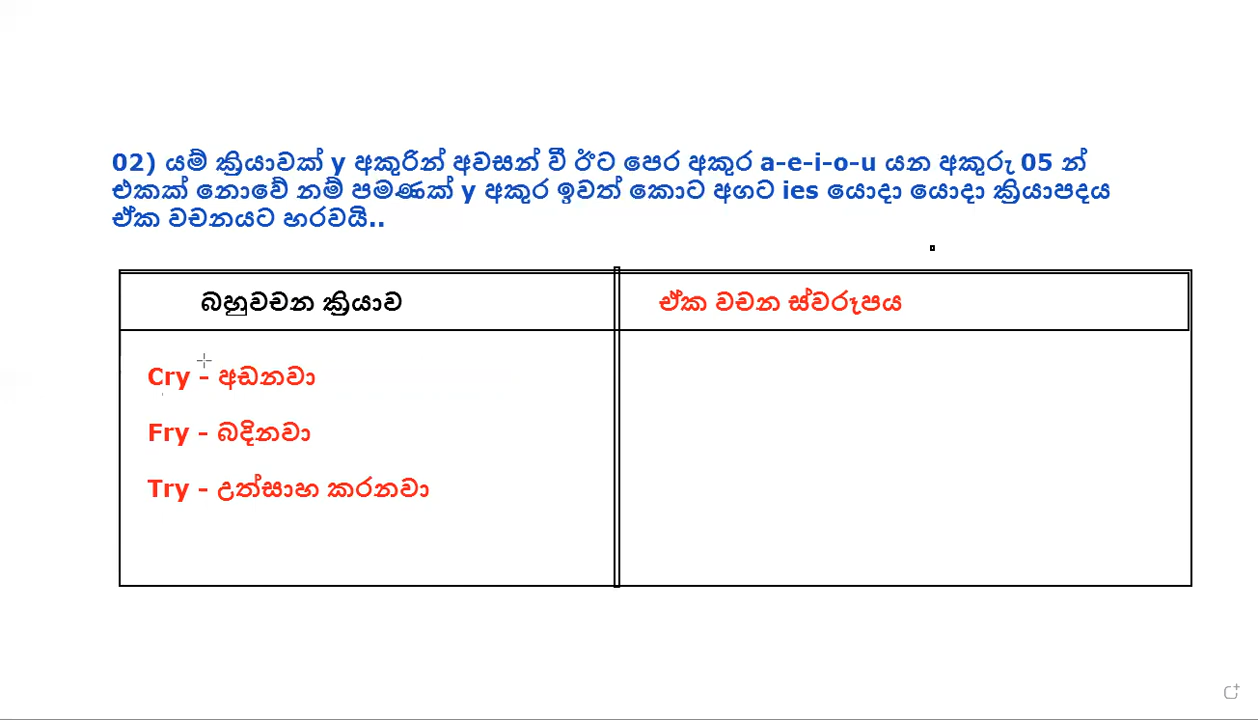 02) යම් ක්‍රියාවක් y අකුරින් අවසන් වී ඊට පෙර අකුර a-e-i-o-u යන අකුරු 05 න්
එකක් නොවේ නම් පමණක් y අකුර ඉවත් කොට අගට ies යොදා යොදා ක්‍රියාපදය
ඒක වචනයට හරවයි..
බහුවචන ක්‍රියාව
ඒක වචන ස්වරූපය
Cry - අඩනවා
Fry - බදිනවා
Try - උත්සාහ කරනවා